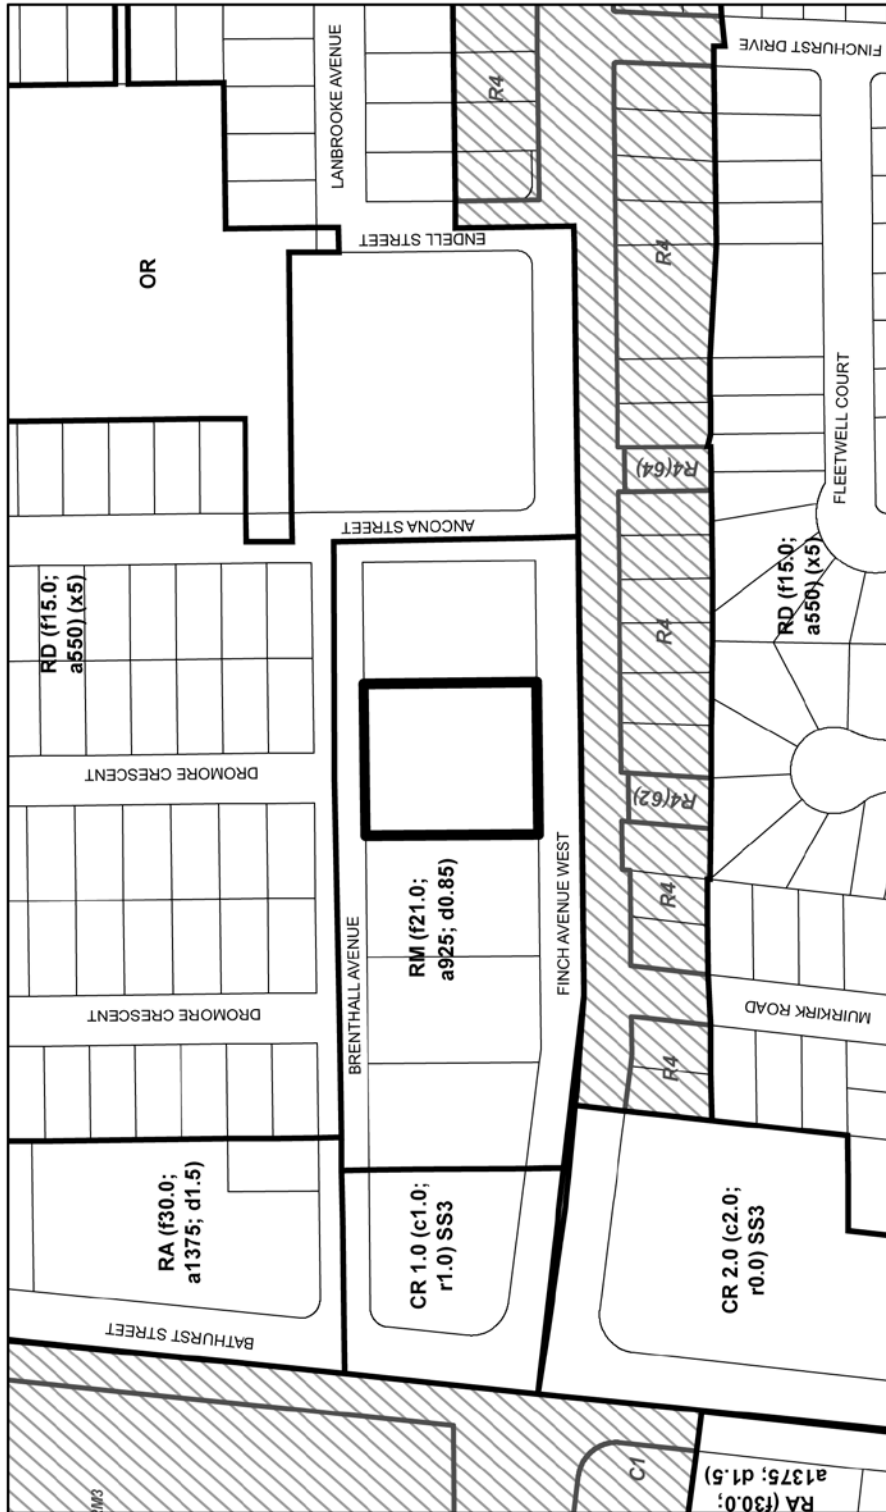 FINCHURST DRIVE
LANBROOKE AVENUE
R4
ENDELL STREET
OR
R4
FLEETWELL COURT
R4(64)
ANCONA STREET
RD (f15.0;
a550) (x5)
RD (f15.0;
a550) (x5)
R4
DROMORE CRESCENT
R4(62)
R4
RM (f21.0;
a925; d0.85)
FINCH AVENUE WEST
BRENTHALL AVENUE
DROMORE CRESCENT
MUIRKIRK ROAD
R4
RA (f30.0;
a1375; d1.5)
CR 1.0 (c1.0;
r1.0) SS3
CR 2.0 (c2.0;
r0.0) SS3
BATHURST STREET
C1
RA (f30.0;
a1375; d1.5)